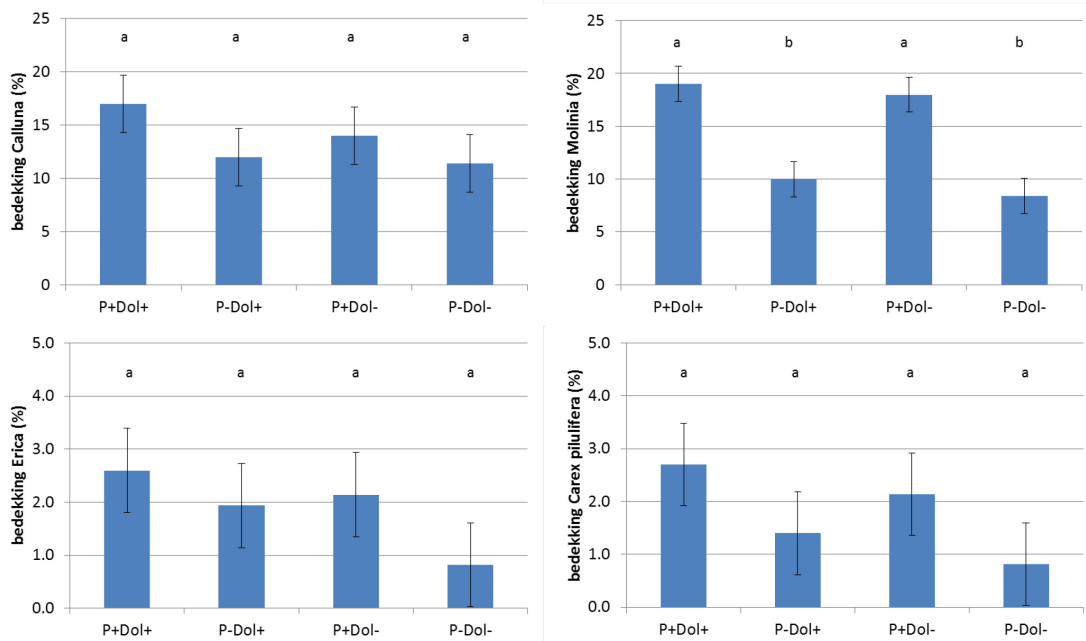 bedekking Calluna (%)
25
20
15
10
5
0
a a a a
P+Dol+ P-Dol+ P+Dol- P-Dol-
bedekking Molinia (%)
25
20
15
10
5
0
a b a b
P+Dol+ P-Dol+ P+Dol- P-Dol-
bedekking Erica (%)
5.0
4.0
3.0
2.0
1.0
0.0
a a a a
P+Dol+ P-Dol+ P+Dol- P-Dol-
bedekking Carex pilulifera (%)
5.0
4.0
3.0
2.0
1.0
0.0
a a a a
P+Dol+ P-Dol+ P+Dol- P-Dol-